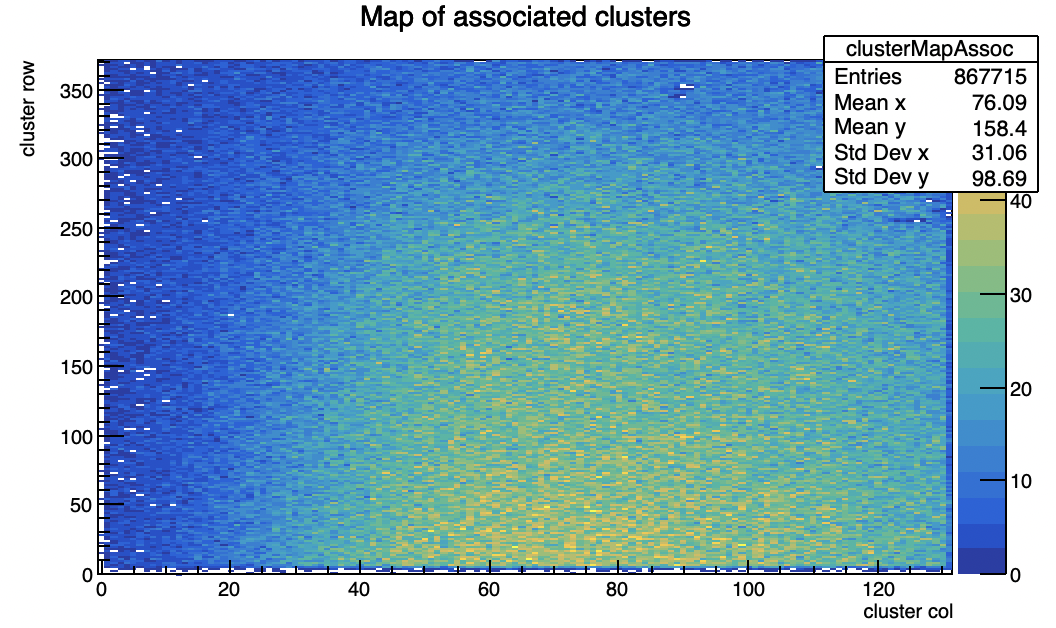 Map of associated clusters
clusterMapAssoc
Entries 867715
Mean x 76.09
Mean y 158.4
Std Dev x 31.06
Std Dev y 98.69
cluster row
350
300
250
200
150
100
50
0
40
30
20
10
0
0 20 40 60 80 100 120
cluster col